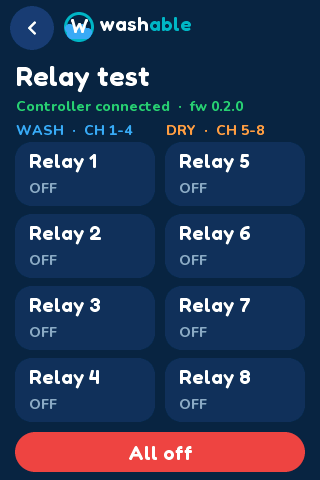 washable
Relay test
Controller connected · fw 0.2.0
WASH · CH 1-4
DRY · CH 5-8
Relay 1
OFF
Relay 5
OFF
Relay 2
OFF
Relay 6
OFF
Relay 3
OFF
Relay 7
OFF
Relay 4
OFF
Relay 8
OFF
All off